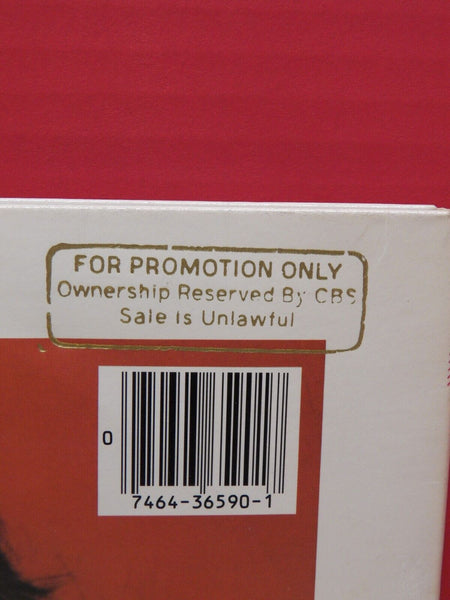 FOR PROMOTION ONLY
Ownership Reserved By CBS
Sale is Unlawful
0
7464-36590-1